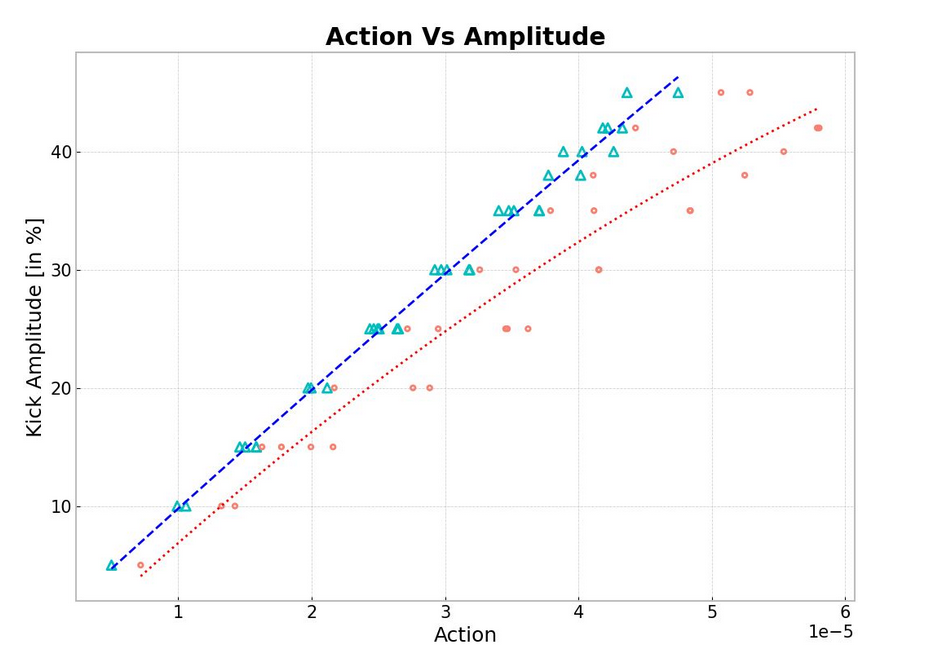 Action Vs Amplitude
Kick Amplitude [in %]
40
30
20
10
1 2 3 4 5 6
Action
1e−5